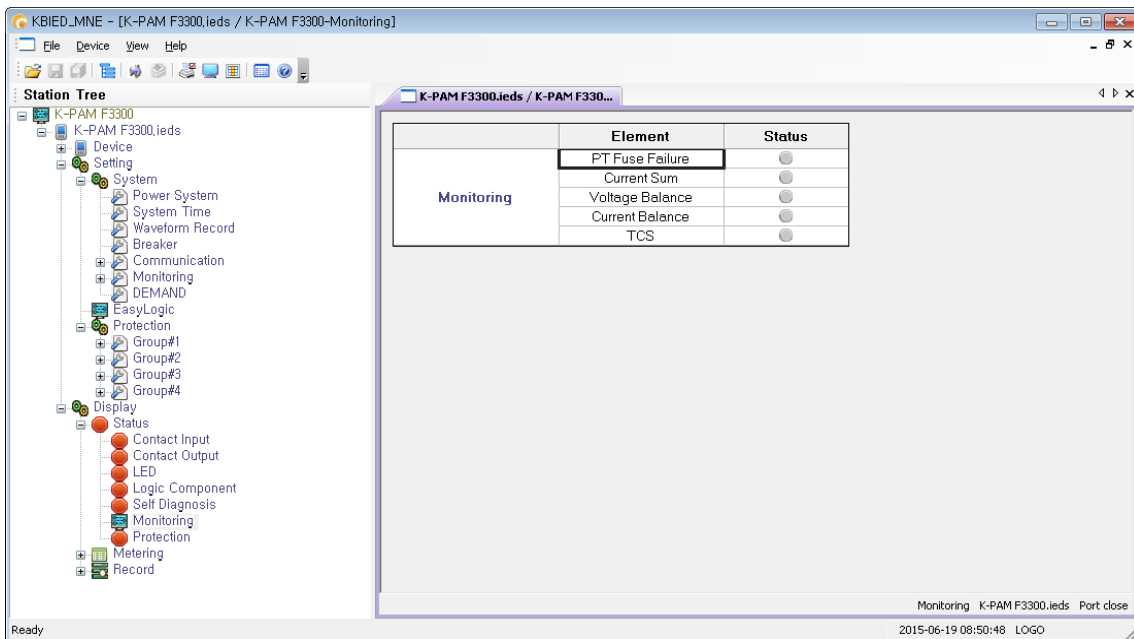 KBIED_MNE - [K-PAM F3300.ieds / K-PAM F3300-Monitoring]
File Device View Help
Station Tree
K-PAM F3300
K-PAM F3300.ieds
Device
Setting
System
Power System
System Time
Waveform Record
Breaker
Communication
Monitoring
DEMAND
EasyLogic
Protection
Group#1
Group#2
Group#3
Group#4
Display
Status
Contact Input
Contact Output
LED
Logic Component
Self Diagnosis
Monitoring
Protection
Metering
Record
K-PAM F3300.ieds / K-PAM F330...
Element Status
Monitoring
PT Fuse Failure
Current Sum
Voltage Balance
Current Balance
TCS
Monitoring K-PAM F3300.ieds Port close
Ready 2015-06-19 08:50:48 LOGO